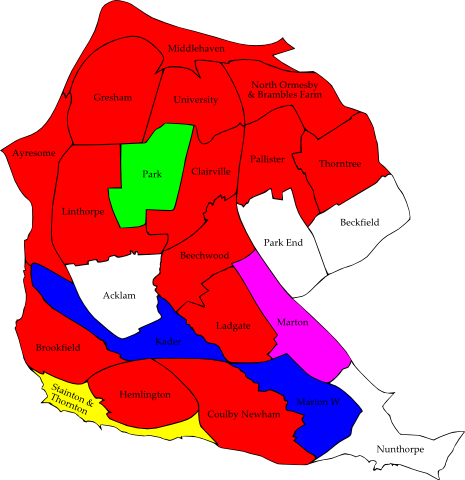 Middlehaven
North Ormesby
& Brambles Farm
Gresham
University
Ayresome
Pallister
Thorntree
Park
Clairville
Linthorpe
Beckfield
Park End
Beechwood
Acklam
Marton
Ladgate
Kader
Brookfield
Stainton &
Thornton
Hemlington
Marton W.
Coulby Newham
Nunthorpe